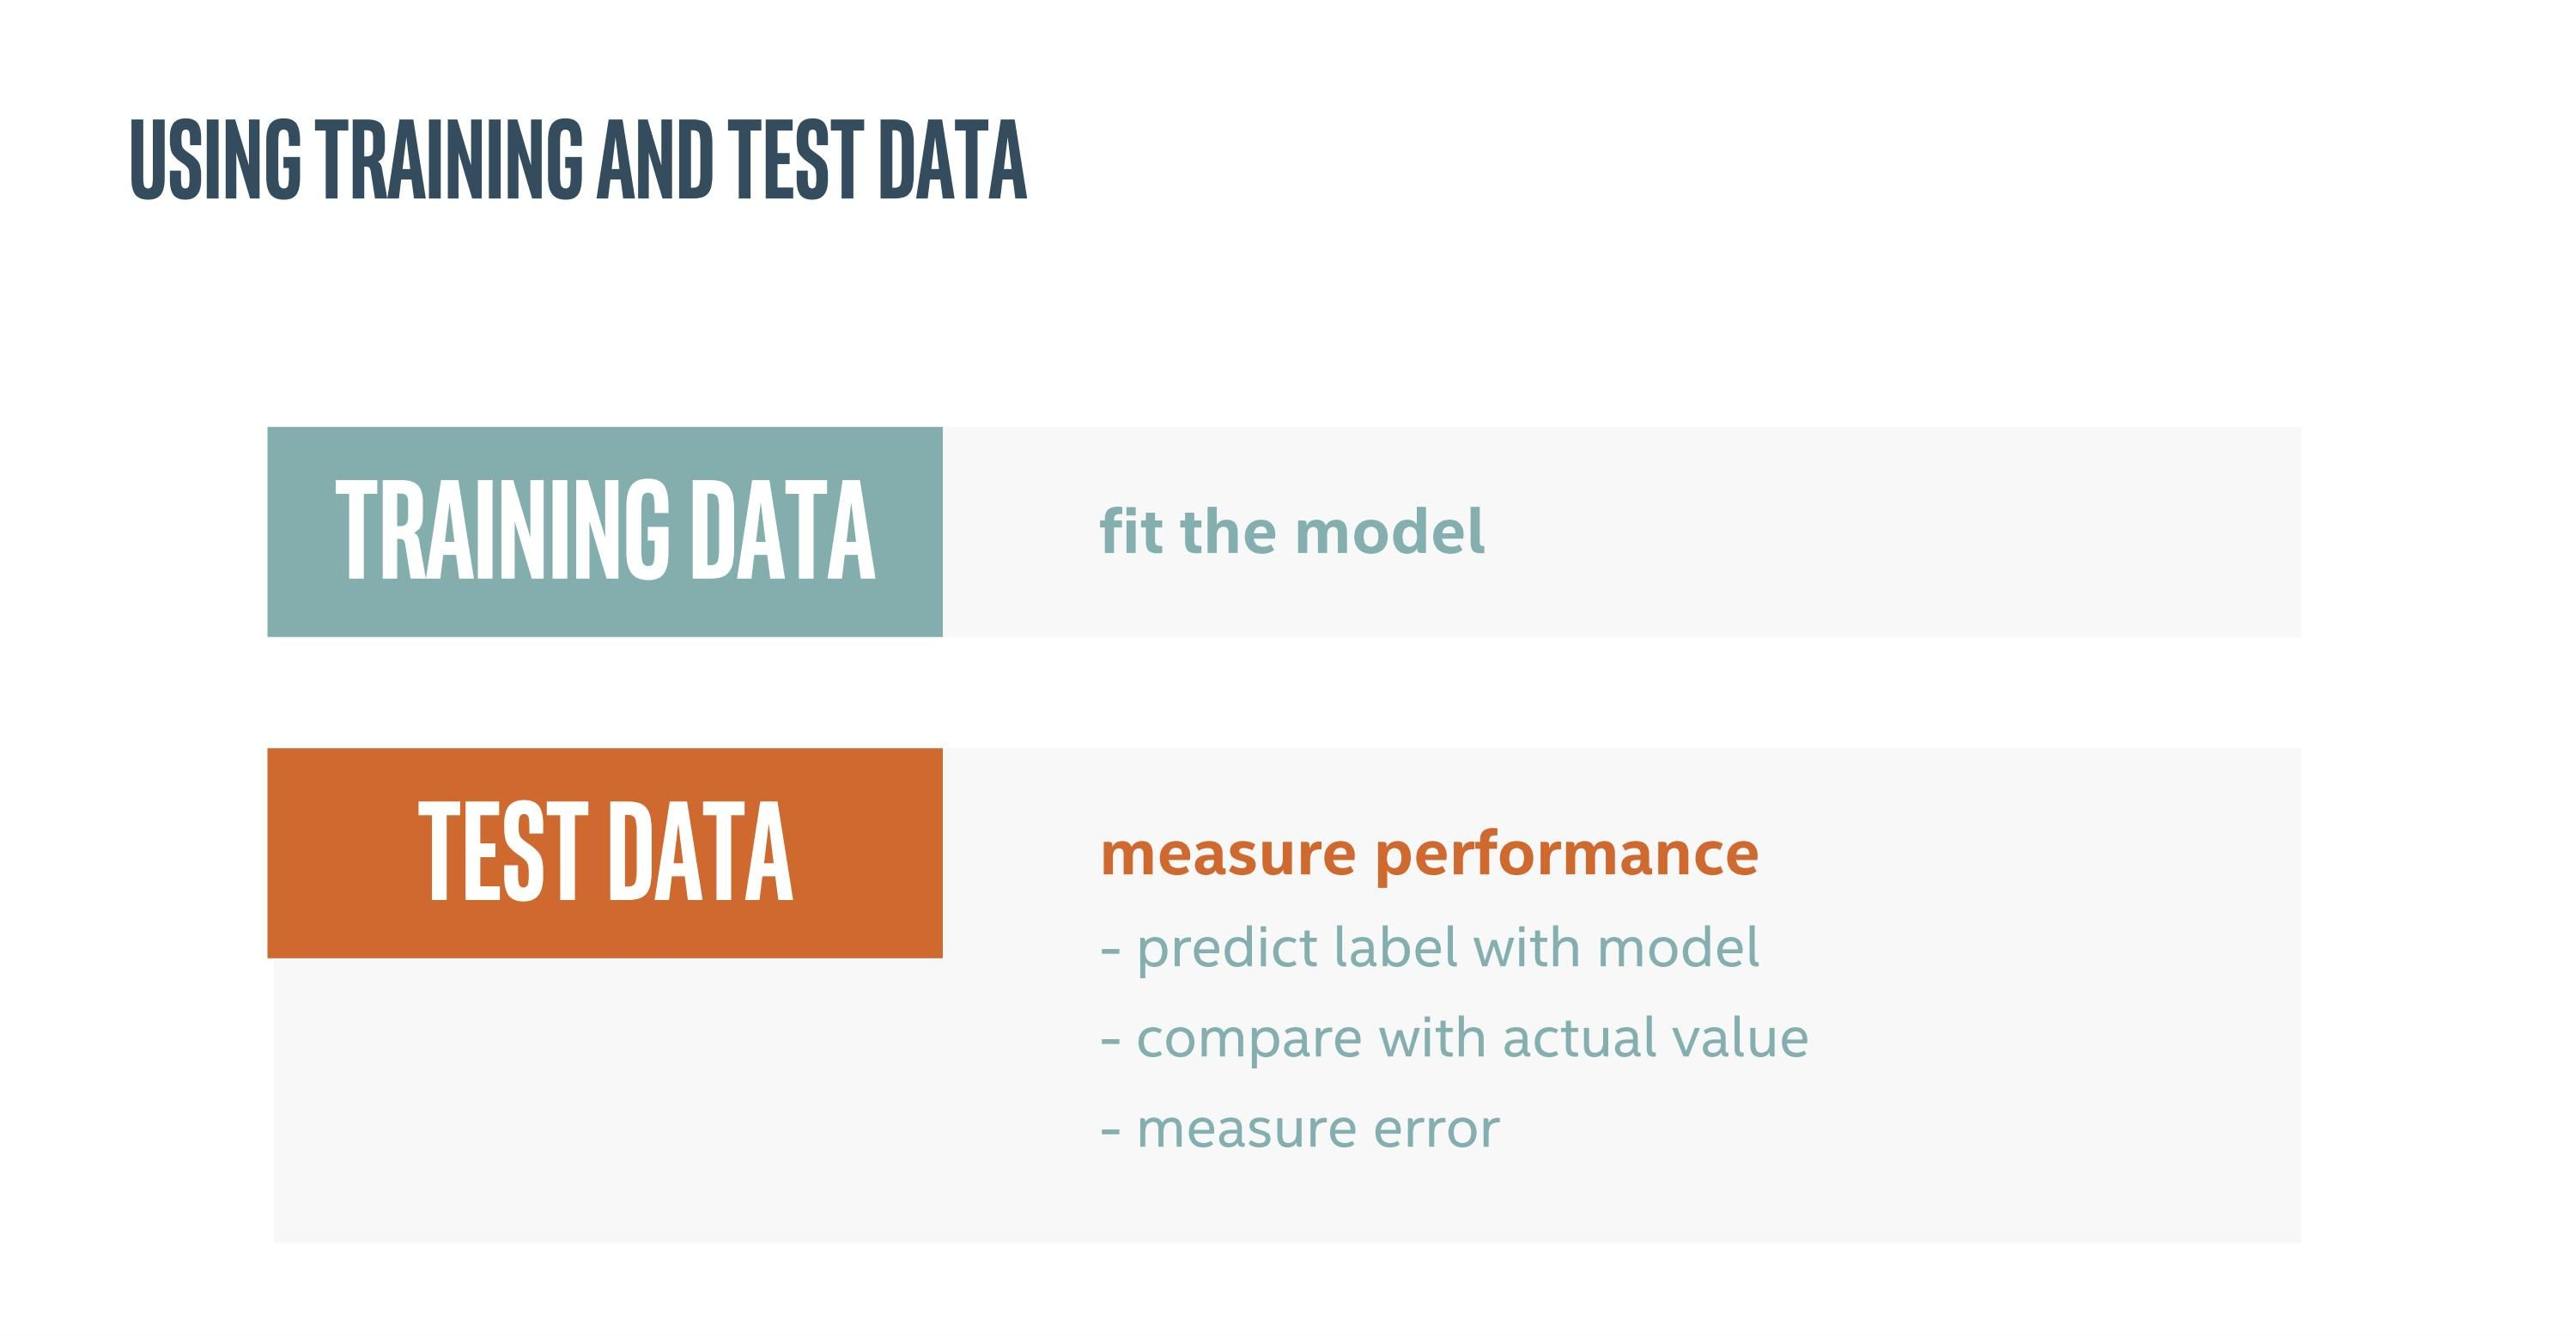 USING TRAINING AND TEST DATA
TRAINING DATA
fit the model
TEST DATA
measure performance
- predict label with model
- compare with actual value
- measure error